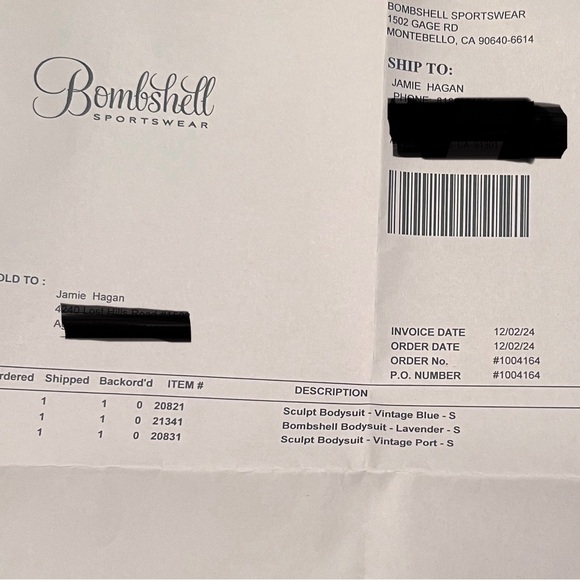 BOMBSHELL SPORTSWEAR
1502 GAGE RD
MONTEBELLO, CA 90640-6614
SHIP TO:
JAMIE HAGAN
PHONE:
Bombshell
SPORTSWEAR
OLD TO :
Jamie Hagan
INVOICE DATE 12/02/24
ORDER DATE 12/02/24
ORDER No. #1004164
P.O. NUMBER #1004164
rdered Shipped Backord'd ITEM # DESCRIPTION
1 1 0 20821 Sculpt Bodysuit - Vintage Blue - S
1 1 0 21341 Bombshell Bodysuit - Lavender - S
1 1 0 20831 Sculpt Bodysuit - Vintage Port - S